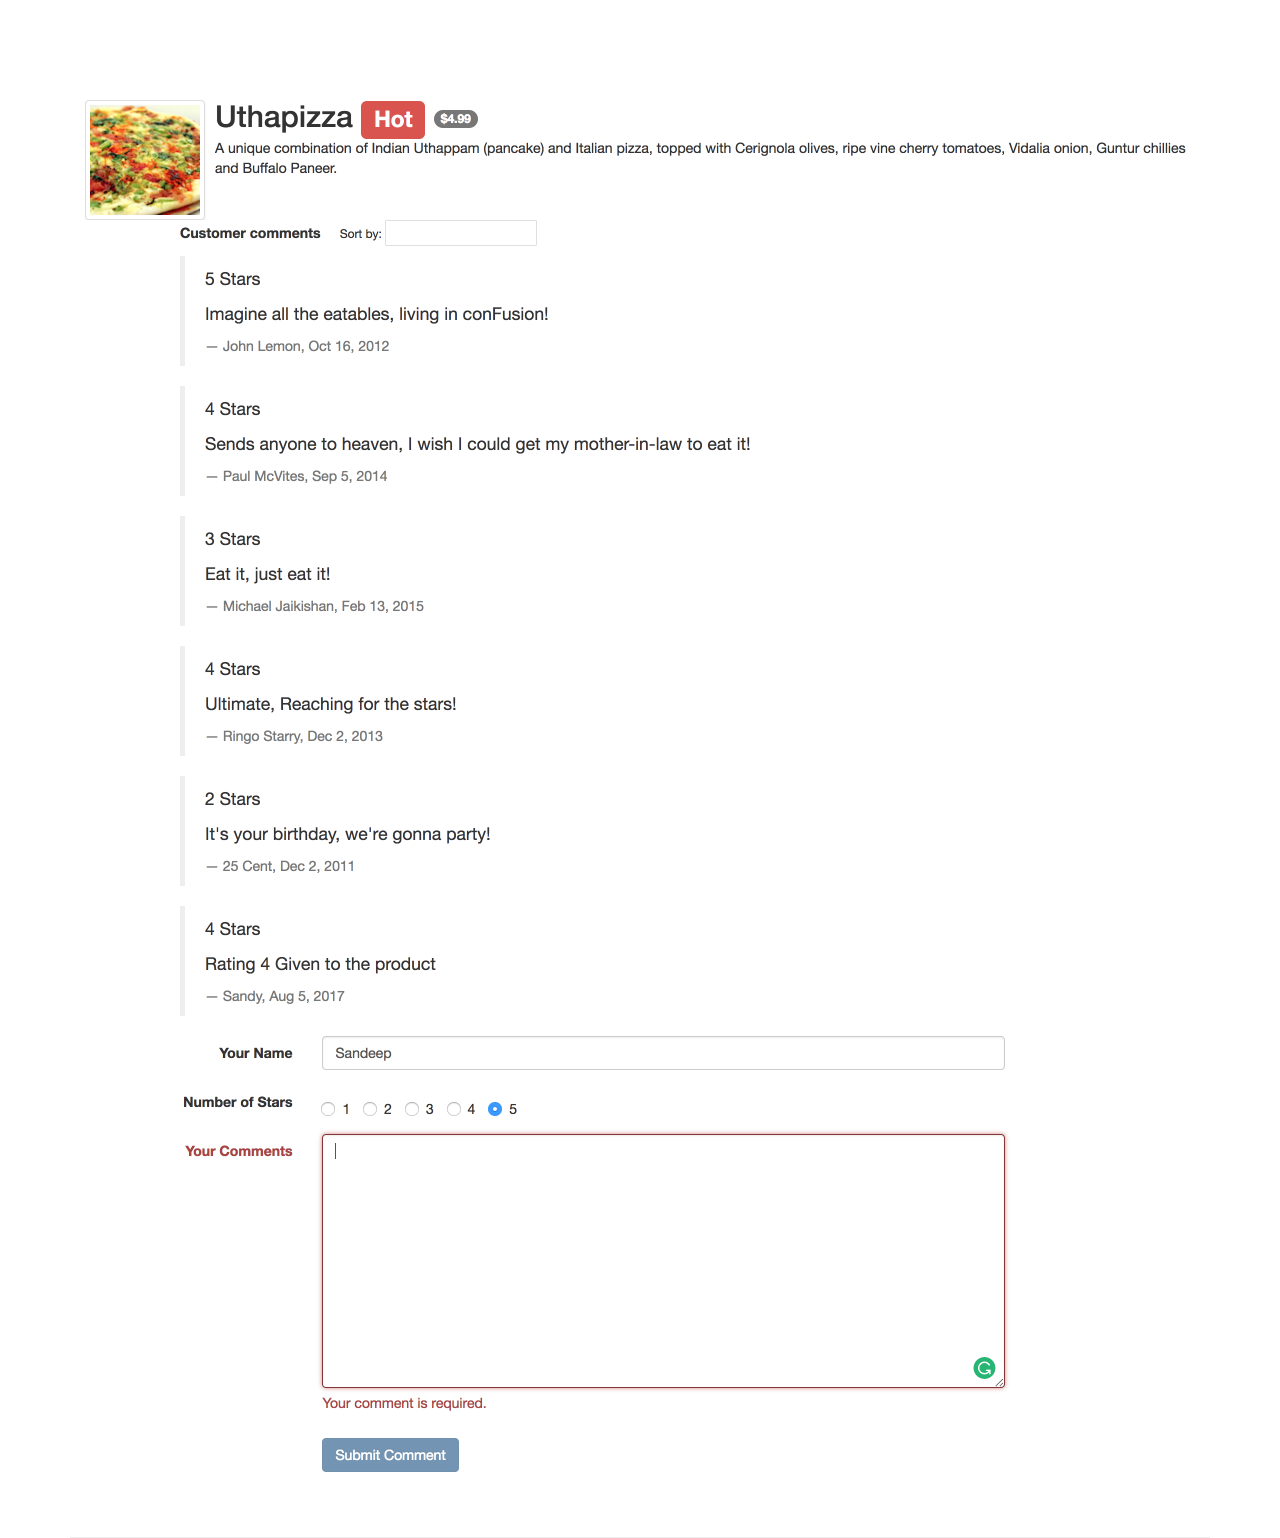 Uthapizza Hot $4.99
A unique combination of Indian Uthappam (pancake) and Italian pizza, topped with Cerignola olives, ripe vine cherry tomatoes, Vidalia onion, Guntur chillies
and Buffalo Paneer.
Customer comments Sort by:
5 Stars
Imagine all the eatables, living in conFusion!
— John Lemon, Oct 16, 2012
4 Stars
Sends anyone to heaven, I wish I could get my mother-in-law to eat it!
— Paul McVites, Sep 5, 2014
3 Stars
Eat it, just eat it!
— Michael Jaikishan, Feb 13, 2015
4 Stars
Ultimate, Reaching for the stars!
— Ringo Starry, Dec 2, 2013
2 Stars
It's your birthday, we're gonna party!
— 25 Cent, Dec 2, 2011
4 Stars
Rating 4 Given to the product
— Sandy, Aug 5, 2017
Your Name Sandeep
Number of Stars 1 2 3 4 5
Your Comments
Your comment is required.
Submit Comment